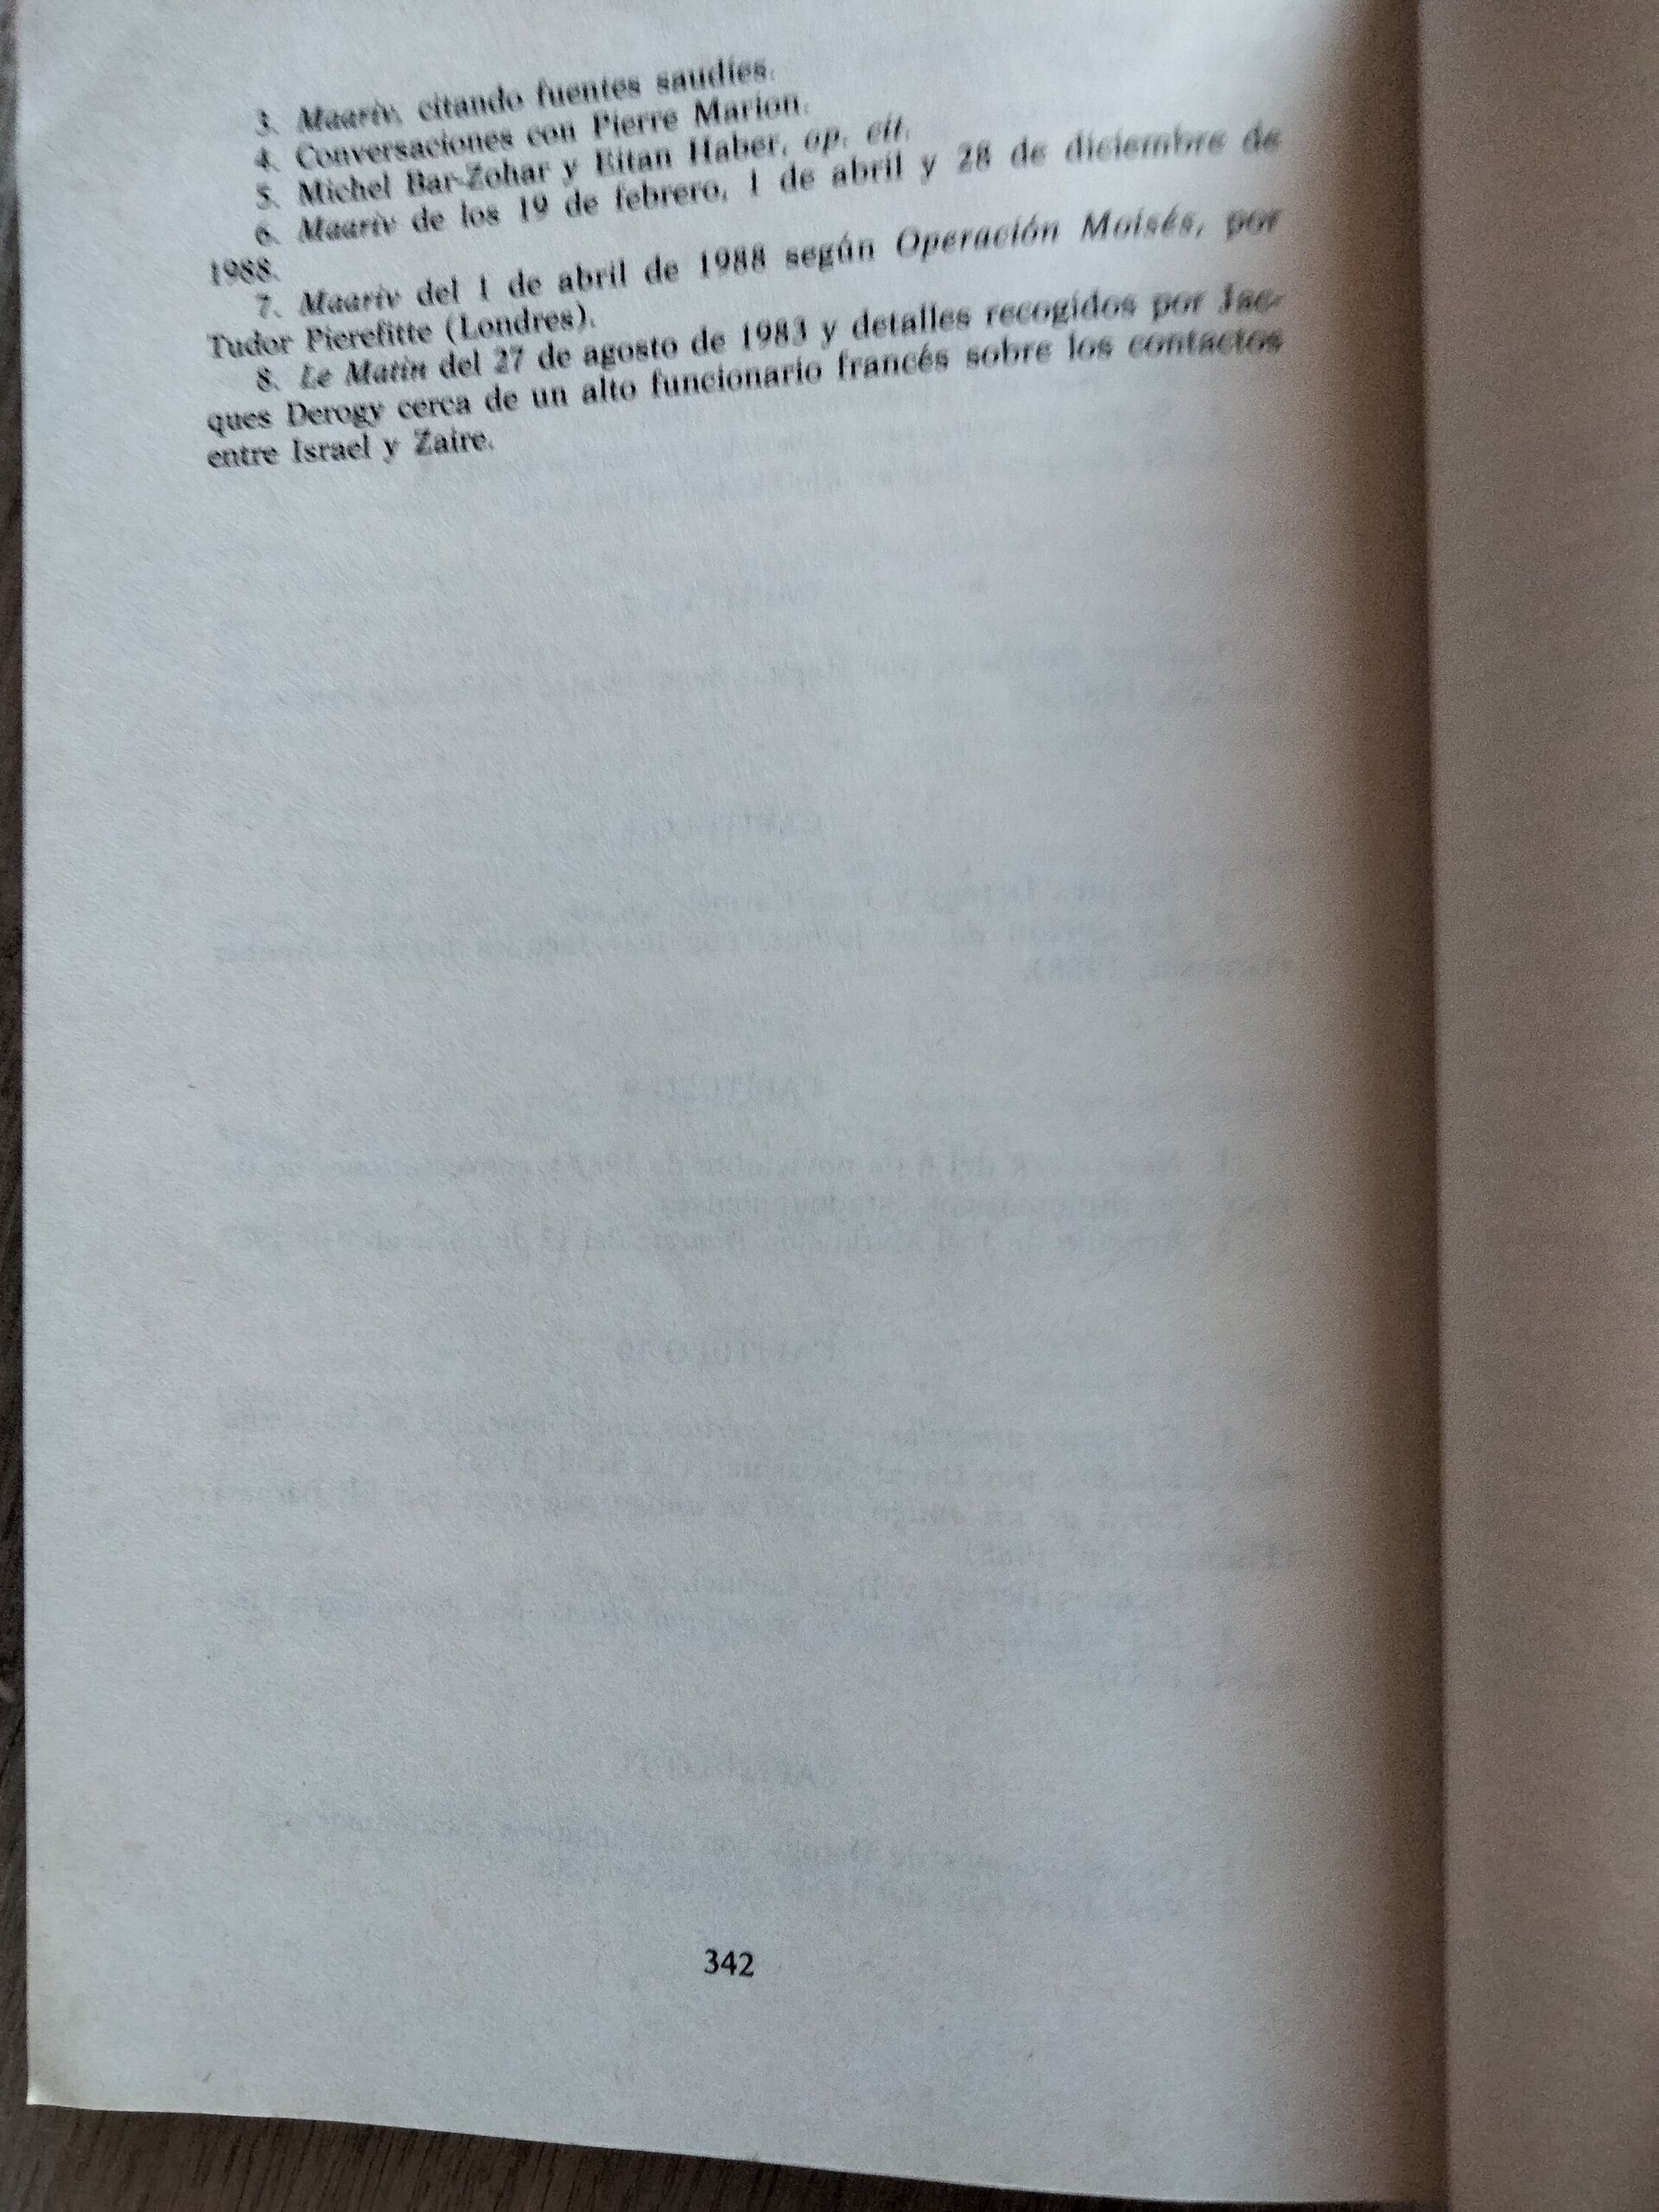 3. Maariv, citando fuentes saudíes.
4. Conversaciones con Pierre Marion.
5. Michel Bar-Zohar y Eitan Haber, op. cit.
6. Maariv de los 19 de febrero, 1 de abril y 28 de diciembre de
1988.
7. Maariv del 1 de abril de 1988 según Operación Moisés, por
Tudor Pierefitte (Londres).
8. Le Matin del 27 de agosto de 1983 y detalles recogidos por Jac-
ques Derogy cerca de un alto funcionario francés sobre los contactos
entre Israel y Zaire.
342